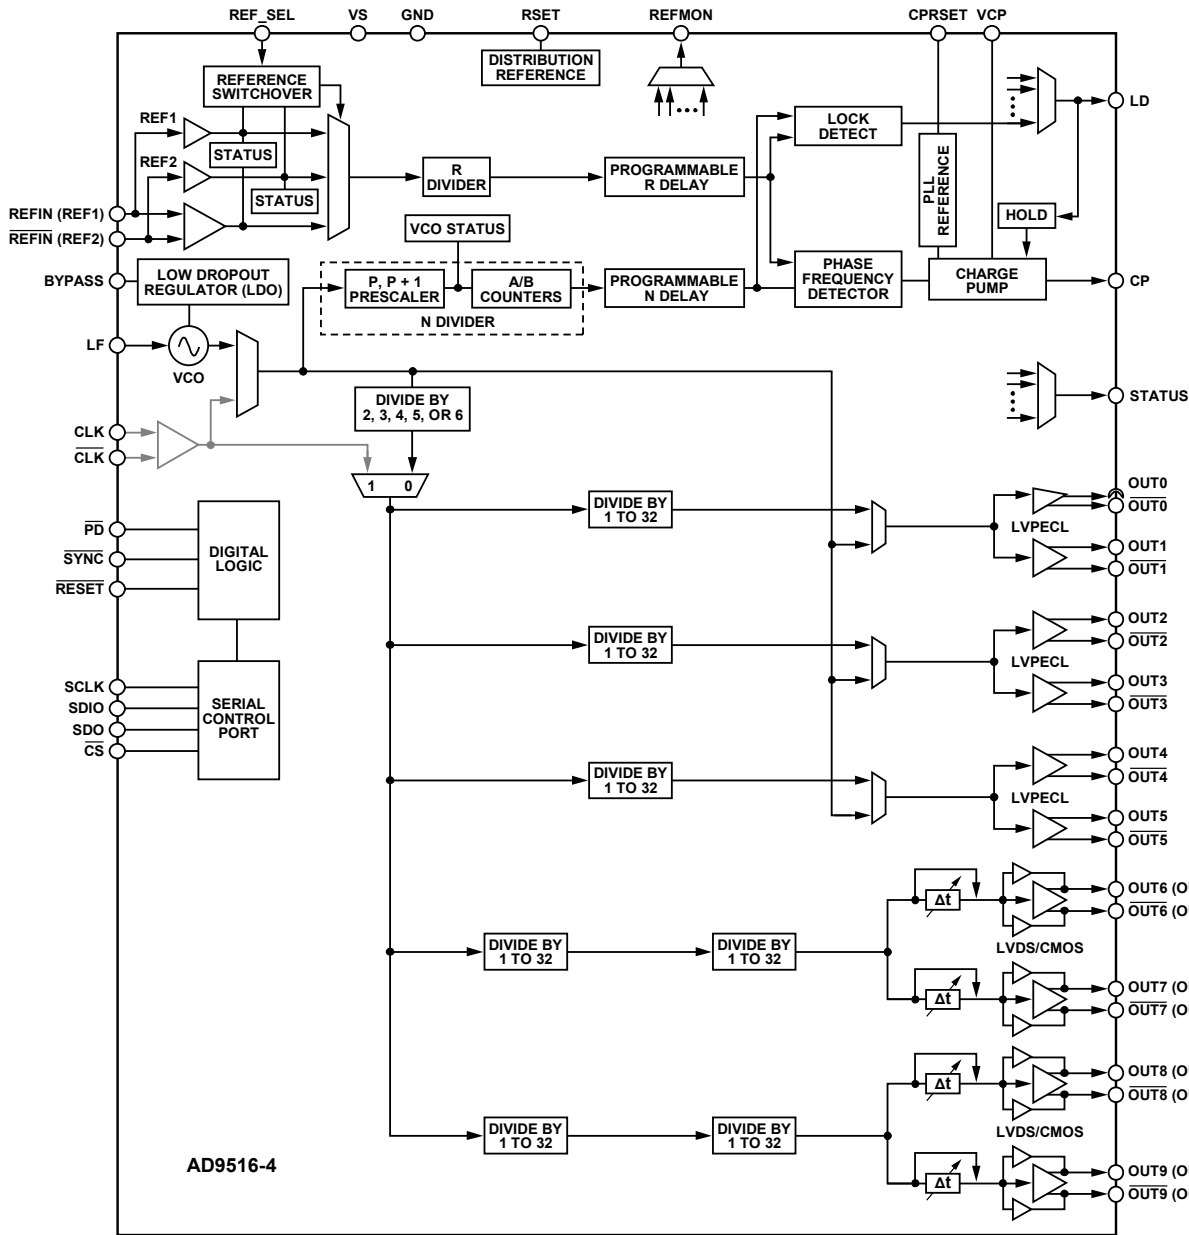 REF_SEL VS GND RSET REFMON CPRSET VCP
DISTRIBUTION
REFERENCE
REFERENCE
SWITCHOVER
LD
REF1
STATUS
REF2
STATUS
LOCK
DETECT
R
DIVIDER
PROGRAMMABLE
R DELAY
PLL
REFERENCE
HOLD
REFIN (REF1)
REFIN (REF2)
VCO STATUS
BYPASS
LOW DROPOUT
REGULATOR (LDO)
P, P + 1
PRESCALER
A/B
COUNTERS
N DIVIDER
PROGRAMMABLE
N DELAY
PHASE
FREQUENCY
DETECTOR
CHARGE
PUMP
CP
LF
VCO
STATUS
DIVIDE BY
2, 3, 4, 5, OR 6
CLK
CLK
1 0
DIVIDE BY
1 TO 32
LVPECL
OUT0
OUT0
OUT1
OUT1
PD
SYNC
RESET
DIGITAL
LOGIC
DIVIDE BY
1 TO 32
LVPECL
OUT2
OUT2
OUT3
OUT3
SCLK
SDIO
SDO
CS
SERIAL
CONTROL
PORT
DIVIDE BY
1 TO 32
LVPECL
OUT4
OUT4
OUT5
OUT5
DIVIDE BY
1 TO 32
DIVIDE BY
1 TO 32
Δt
Δt
LVDS/CMOS
OUT6 (O
OUT6 (O
OUT7 (O
OUT7 (O
DIVIDE BY
1 TO 32
DIVIDE BY
1 TO 32
Δt
Δt
LVDS/CMOS
OUT8 (O
OUT8 (O
OUT9 (O
OUT9 (O
AD9516-4